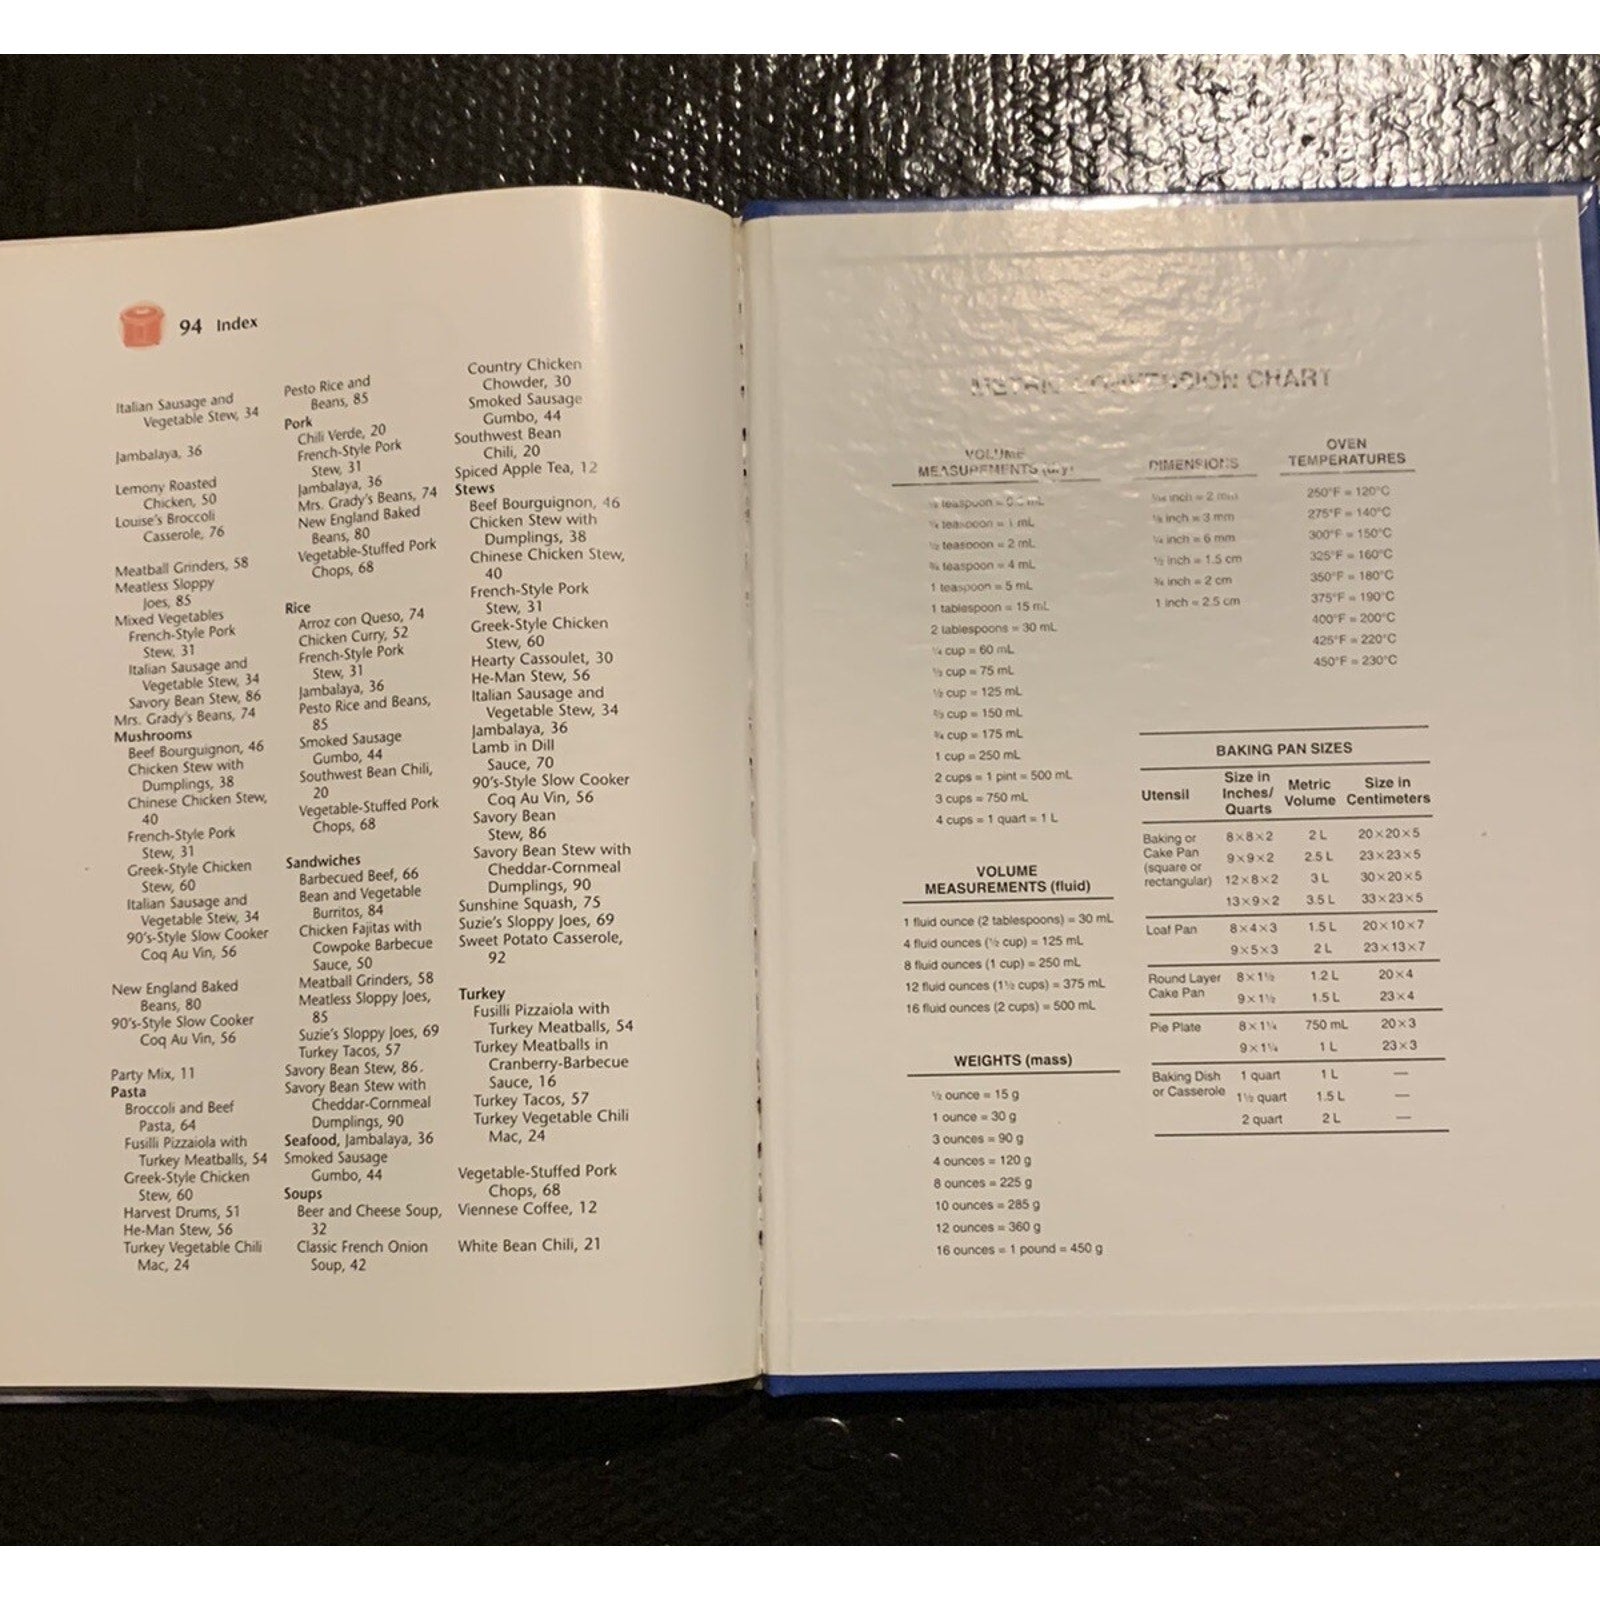 94 Index
Italian Sausage and
Vegetable Stew, 34
Jambalaya, 36
Lemony Roasted
Chicken, 50
Louise's Broccoli
Casserole, 76
Meatball Grinders, 58
Meatless Sloppy
Joes, 85
Mixed Vegetables
French-Style Pork
Stew, 31
Italian Sausage and
Vegetable Stew, 34
Savory Bean Stew, 86
Mrs. Grady's Beans, 74
Mushrooms
Beef Bourguignon, 46
Chicken Stew with
Dumplings, 38
Chinese Chicken Stew,
40
French-Style Pork
Stew, 31
Greek-Style Chicken
Stew, 60
Italian Sausage and
Vegetable Stew, 34
90's-Style Slow Cooker
Coq Au Vin, 56
New England Baked
Beans, 80
90's-Style Slow Cooker
Coq Au Vin, 56
Party Mix, 11
Pasta
Broccoli and Beef
Pasta, 64
Fusilli Pizzaiola with
Turkey Meatballs, 54
Greek-Style Chicken
Stew, 60
Harvest Drums, 51
He-Man Stew, 56
Turkey Vegetable Chili
Mac, 24
Pesto Rice and
Beans, 85
Pork
Chili Verde, 20
French-Style Pork
Stew, 31
Jambalaya, 36
Mrs. Grady's Beans, 74
New England Baked
Beans, 80
Vegetable-Stuffed Pork
Chops, 68
Rice
Arroz con Queso, 74
Chicken Curry, 52
French-Style Pork
Stew, 31
Jambalaya, 36
Pesto Rice and Beans,
85
Smoked Sausage
Gumbo, 44
Southwest Bean Chili,
20
Vegetable-Stuffed Pork
Chops, 68
Sandwiches
Barbecued Beef, 66
Bean and Vegetable
Burritos, 84
Chicken Fajitas with
Cowpoke Barbecue
Sauce, 50
Meatball Grinders, 58
Meatless Sloppy Joes,
85
Suzie's Sloppy Joes, 69
Turkey Tacos, 57
Savory Bean Stew, 86.
Savory Bean Stew with
Cheddar-Cornmeal
Dumplings, 90
Seafood, Jambalaya, 36
Smoked Sausage
Gumbo, 44
Soups
Beer and Cheese Soup,
32
Classic French Onion
Soup, 42
Country Chicken
Chowder, 30
Smoked Sausage
Gumbo, 44
Southwest Bean
Chili, 20
Spiced Apple Tea, 12
Stews
Beef Bourguignon, 46
Chicken Stew with
Dumplings, 38
Chinese Chicken Stew,
40
French-Style Pork
Stew, 31
Greek-Style Chicken
Stew, 60
Hearty Cassoulet, 30
He-Man Stew, 56
Italian Sausage and
Vegetable Stew, 34
Jambalaya, 36
Lamb in Dill
Sauce, 70
90's-Style Slow Cooker
Coq Au Vin, 56
Savory Bean
Stew, 86
Savory Bean Stew with
Cheddar-Cornmeal
Dumplings, 90
Sunshine Squash, 75
Suzie's Sloppy Joes, 69
Sweet Potato Casserole,
92
Turkey
Fusilli Pizzaiola with
Turkey Meatballs, 54
Turkey Meatballs in
Cranberry-Barbecue
Sauce, 16
Turkey Tacos, 57
Turkey Vegetable Chili
Mac, 24
Vegetable-Stuffed Pork
Chops, 68
Viennese Coffee, 12
White Bean Chili, 21
METRIC CONVERSION CHART
VOLUME
MEASUREMENTS (dry)
teaspoon = mL
¼ teaspoon = 1 mL
½ teaspoon = 2 mL
¾ teaspoon = 4 mL
1 teaspoon = 5 mL
1 tablespoon = 15 mL
2 tablespoons = 30 mL
¼ cup = 60 mL
⅓ cup = 75 mL
½ cup = 125 mL
⅔ cup = 150 mL
¾ cup = 175 mL
1 cup = 250 mL
2 cups = 1 pint = 500 mL
3 cups = 750 mL
4 cups = 1 quart = 1 L
VOLUME
MEASUREMENTS (fluid)
1 fluid ounce (2 tablespoons) = 30 mL
4 fluid ounces (½ cup) = 125 mL
8 fluid ounces (1 cup) = 250 mL
12 fluid ounces (1½ cups) = 375 mL
16 fluid ounces (2 cups) = 500 mL
WEIGHTS (mass)
½ ounce = 15 g
1 ounce = 30 g
3 ounces = 90 g
4 ounces = 120 g
8 ounces = 225 g
10 ounces = 285 g
12 ounces = 360 g
16 ounces = 1 pound = 450 g
DIMENSIONS
inch = 2 mm
⅛ inch = 3 mm
¼ inch = 6 mm
½ inch = 1.5 cm
¾ inch = 2 cm
1 inch = 2.5 cm
OVEN
TEMPERATURES
250°F = 120°C
275°F = 140°C
300°F = 150°C
325°F = 160°C
350°F = 180°C
375°F = 190°C
400°F = 200°C
425°F = 220°C
450°F = 230°C
BAKING PAN SIZES
Utensil Size in Inches/ Quarts Metric Volume Size in Centimeters
Baking or 8×8×2 2 L 20×20×5
Cake Pan 9×9×2 2.5 L 23×23×5
(square or
rectangular) 12×8×2 3 L 30×20×5
13×9×2 3.5 L 33×23×5
Loaf Pan 8×4×3 1.5 L 20×10×7
9×5×3 2 L 23×13×7
Round Layer 8×1½ 1.2 L 20×4
Cake Pan 9×1½ 1.5 L 23×4
Pie Plate 8×1¼ 750 mL 20×3
9×1¼ 1 L 23×3
Baking Dish 1 quart 1 L —
or Casserole 1½ quart 1.5 L —
2 quart 2 L —